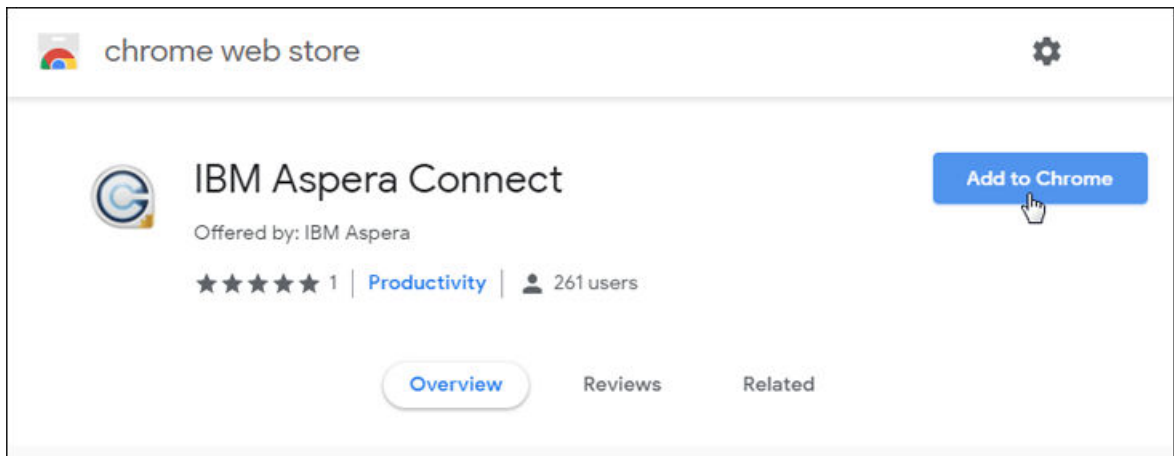 chrome web store
IBM Aspera Connect
Add to Chrome
Offered by: IBM Aspera
1 Productivity 261 users
Overview Reviews Related